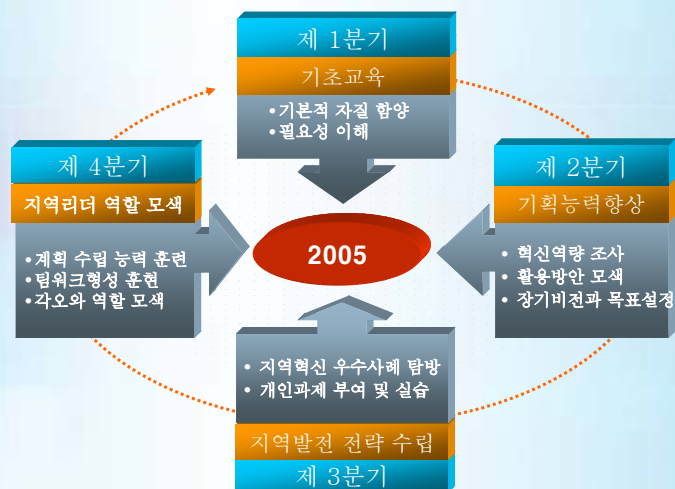 제 1분기
기초교육
•기본적 자질 함양
•필요성 이해
제 2분기
기획능력향상
• 혁신역량 조사
• 활용방안 모색
• 장기비전과 목표설정
• 지역혁신 우수사례 탐방
• 개인과제 부여 및 실습
지역발전 전략 수립
제 3분기
제 4분기
지역리더 역할 모색
•계획 수립 능력 훈련
•팀워크형성 훈현
•각오와 역할 모색
2005